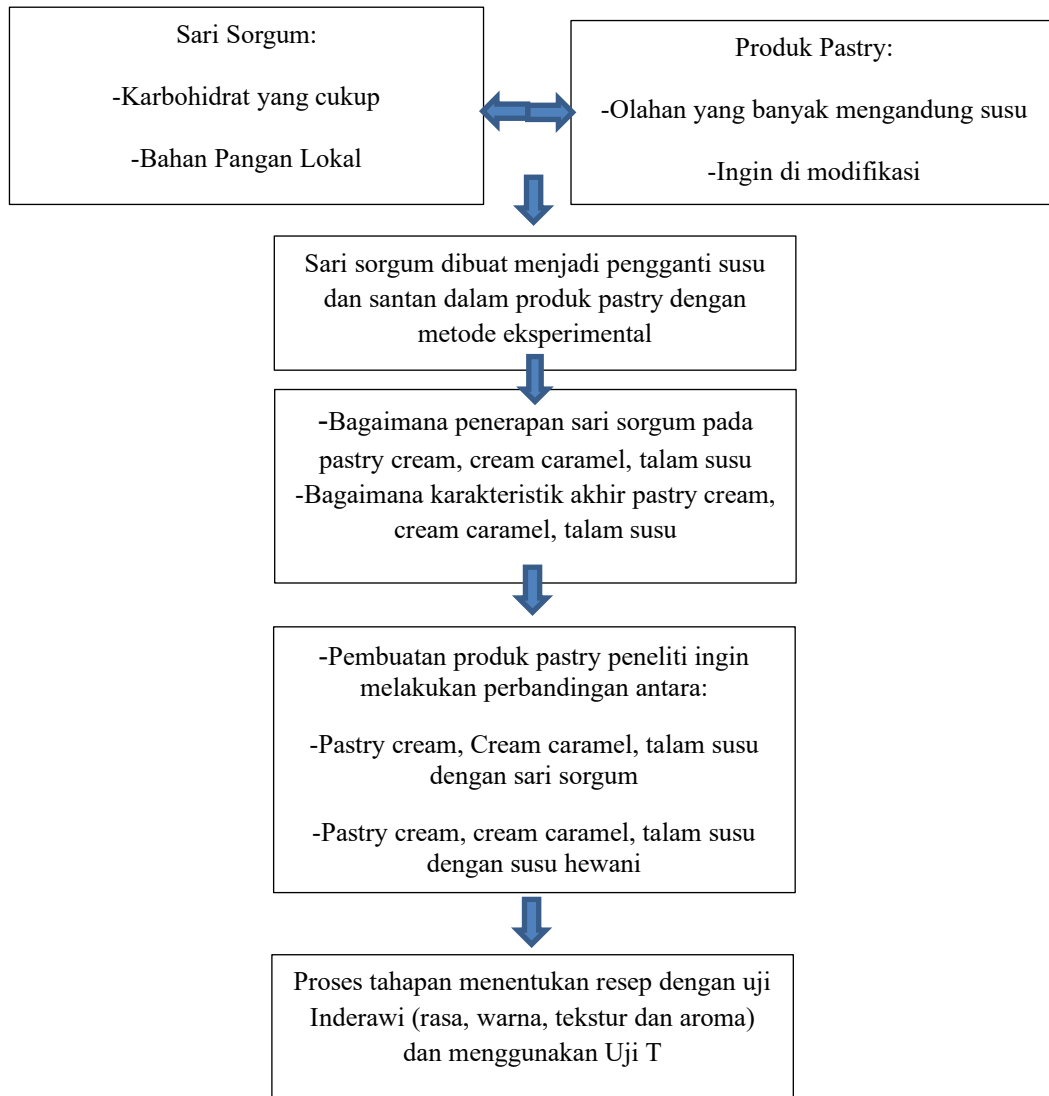 Sari Sorgum:
-Karbohidrat yang cukup
-Bahan Pangan Lokal
Produk Pastry:
-Olahan yang banyak mengandung susu
-Ingin di modifikasi
Sari sorgum dibuat menjadi pengganti susu
dan santan dalam produk pastry dengan
metode eksperimental
-Bagaimana penerapan sari sorgum pada
pastry cream, cream caramel, talam susu
-Bagaimana karakteristik akhir pastry cream,
cream caramel, talam susu
-Pembuatan produk pastry peneliti ingin
melakukan perbandingan antara:
-Pastry cream, Cream caramel, talam susu
dengan sari sorgum
-Pastry cream, cream caramel, talam susu
dengan susu hewani
Proses tahapan menentukan resep dengan uji
Inderawi (rasa, warna, tekstur dan aroma)
dan menggunakan Uji T